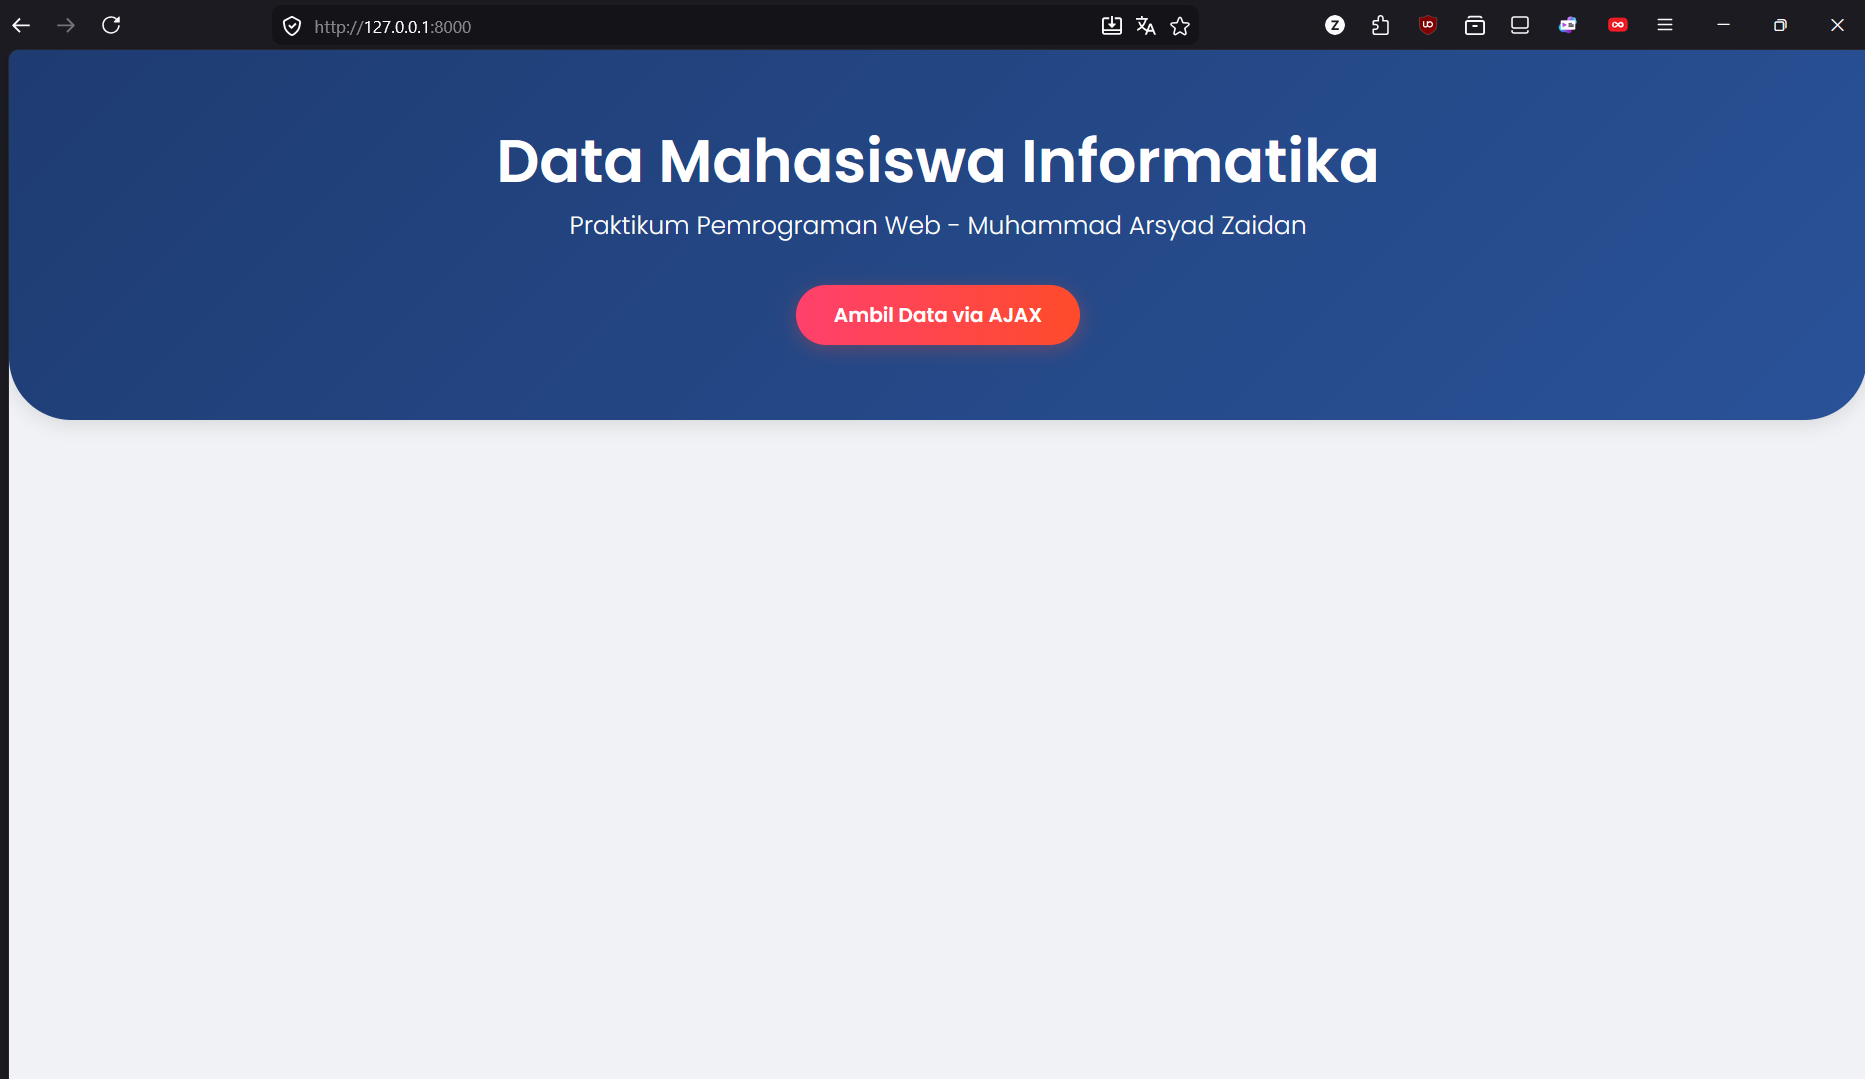 http://127.0.0.1:8000
Data Mahasiswa Informatika
Praktikum Pemrograman Web - Muhammad Arsyad Zaidan
Ambil Data via AJAX